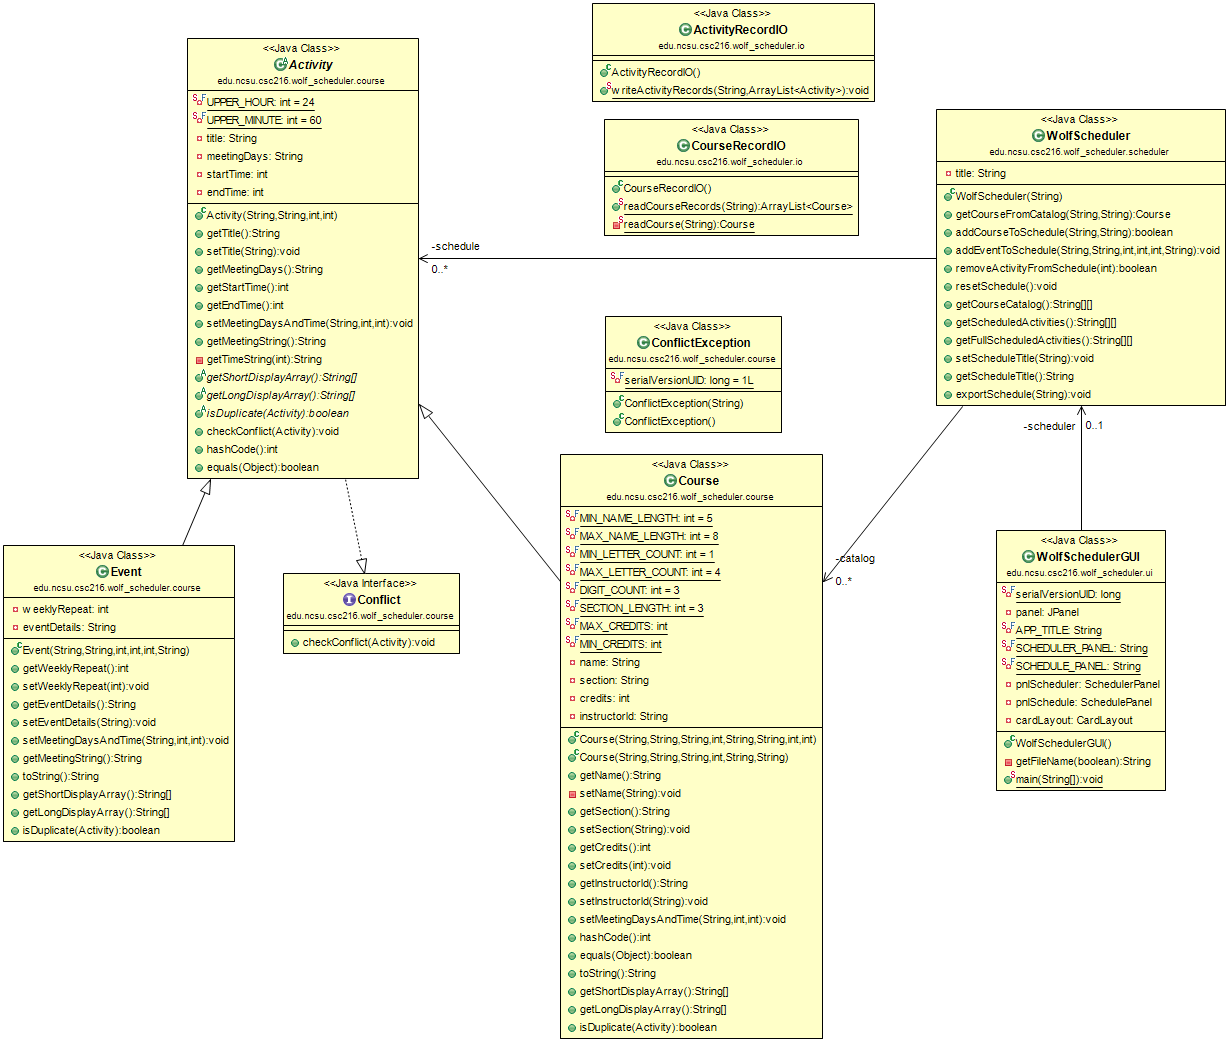 <<Java Class>>
Activity
edu.ncsu.csc216.wolf_scheduler.course
UPPER_HOUR: int = 24
UPPER_MINUTE: int = 60
title: String
meetingDays: String
startTime: int
endTime: int
Activity(String,String,int,int)
getTitle():String
setTitle(String):void
getMeetingDays():String
getStartTime():int
getEndTime():int
setMeetingDaysAndTime(String,int,int):void
getMeetingString():String
getTimeString(int):String
getShortDisplayArray():String[]
getLongDisplayArray():String[]
isDuplicate(Activity):boolean
checkConflict(Activity):void
hashCode():int
equals(Object):boolean
<<Java Class>>
ActivityRecordIO
edu.ncsu.csc216.wolf_scheduler.io
ActivityRecordIO()
writeActivityRecords(String,ArrayList<Activity>):void
<<Java Class>>
CourseRecordIO
edu.ncsu.csc216.wolf_scheduler.io
CourseRecordIO()
readCourseRecords(String):ArrayList<Course>
readCourse(String):Course
<<Java Class>>
WolfScheduler
edu.ncsu.csc216.wolf_scheduler.scheduler
title: String
WolfScheduler(String)
getCourseFromCatalog(String,String):Course
addCourseToSchedule(String,String):boolean
addEventToSchedule(String,String,int,int,int,String):void
removeActivityFromSchedule(int):boolean
resetSchedule():void
getCourseCatalog():String[][]
getScheduledActivities():String[][]
getFullScheduledActivities():String[][]
setScheduleTitle(String):void
getScheduleTitle():String
exportSchedule(String):void
-schedule
0..*
<<Java Class>>
ConflictException
edu.ncsu.csc216.wolf_scheduler.course
serialVersionUID: long = 1L
ConflictException(String)
ConflictException()
-scheduler
0..1
<<Java Class>>
Course
edu.ncsu.csc216.wolf_scheduler.course
MIN_NAME_LENGTH: int = 5
MAX_NAME_LENGTH: int = 8
MIN_LETTER_COUNT: int = 1
MAX_LETTER_COUNT: int = 4
DIGIT_COUNT: int = 3
SECTION_LENGTH: int = 3
MAX_CREDITS: int
MIN_CREDITS: int
name: String
section: String
credits: int
instructorId: String
Course(String,String,String,int,String,String,int,int)
Course(String,String,String,int,String,String)
getName():String
setName(String):void
getSection():String
setSection(String):void
getCredits():int
setCredits(int):void
getInstructorId():String
setInstructorId(String):void
setMeetingDaysAndTime(String,int,int):void
hashCode():int
equals(Object):boolean
toString():String
getShortDisplayArray():String[]
getLongDisplayArray():String[]
isDuplicate(Activity):boolean
-catalog
0..*
<<Java Class>>
Event
edu.ncsu.csc216.wolf_scheduler.course
weeklyRepeat: int
eventDetails: String
Event(String,String,int,int,int,String)
getWeeklyRepeat():int
setWeeklyRepeat(int):void
getEventDetails():String
setEventDetails(String):void
setMeetingDaysAndTime(String,int,int):void
getMeetingString():String
toString():String
getShortDisplayArray():String[]
getLongDisplayArray():String[]
isDuplicate(Activity):boolean
<<Java Interface>>
Conflict
edu.ncsu.csc216.wolf_scheduler.course
checkConflict(Activity):void
<<Java Class>>
WolfSchedulerGUI
edu.ncsu.csc216.wolf_scheduler.ui
serialVersionUID: long
panel: JPanel
APP_TITLE: String
SCHEDULER_PANEL: String
SCHEDULE_PANEL: String
pnlScheduler: SchedulerPanel
pnlSchedule: SchedulePanel
cardLayout: CardLayout
WolfSchedulerGUI()
getFileName(boolean):String
main(String[]):void